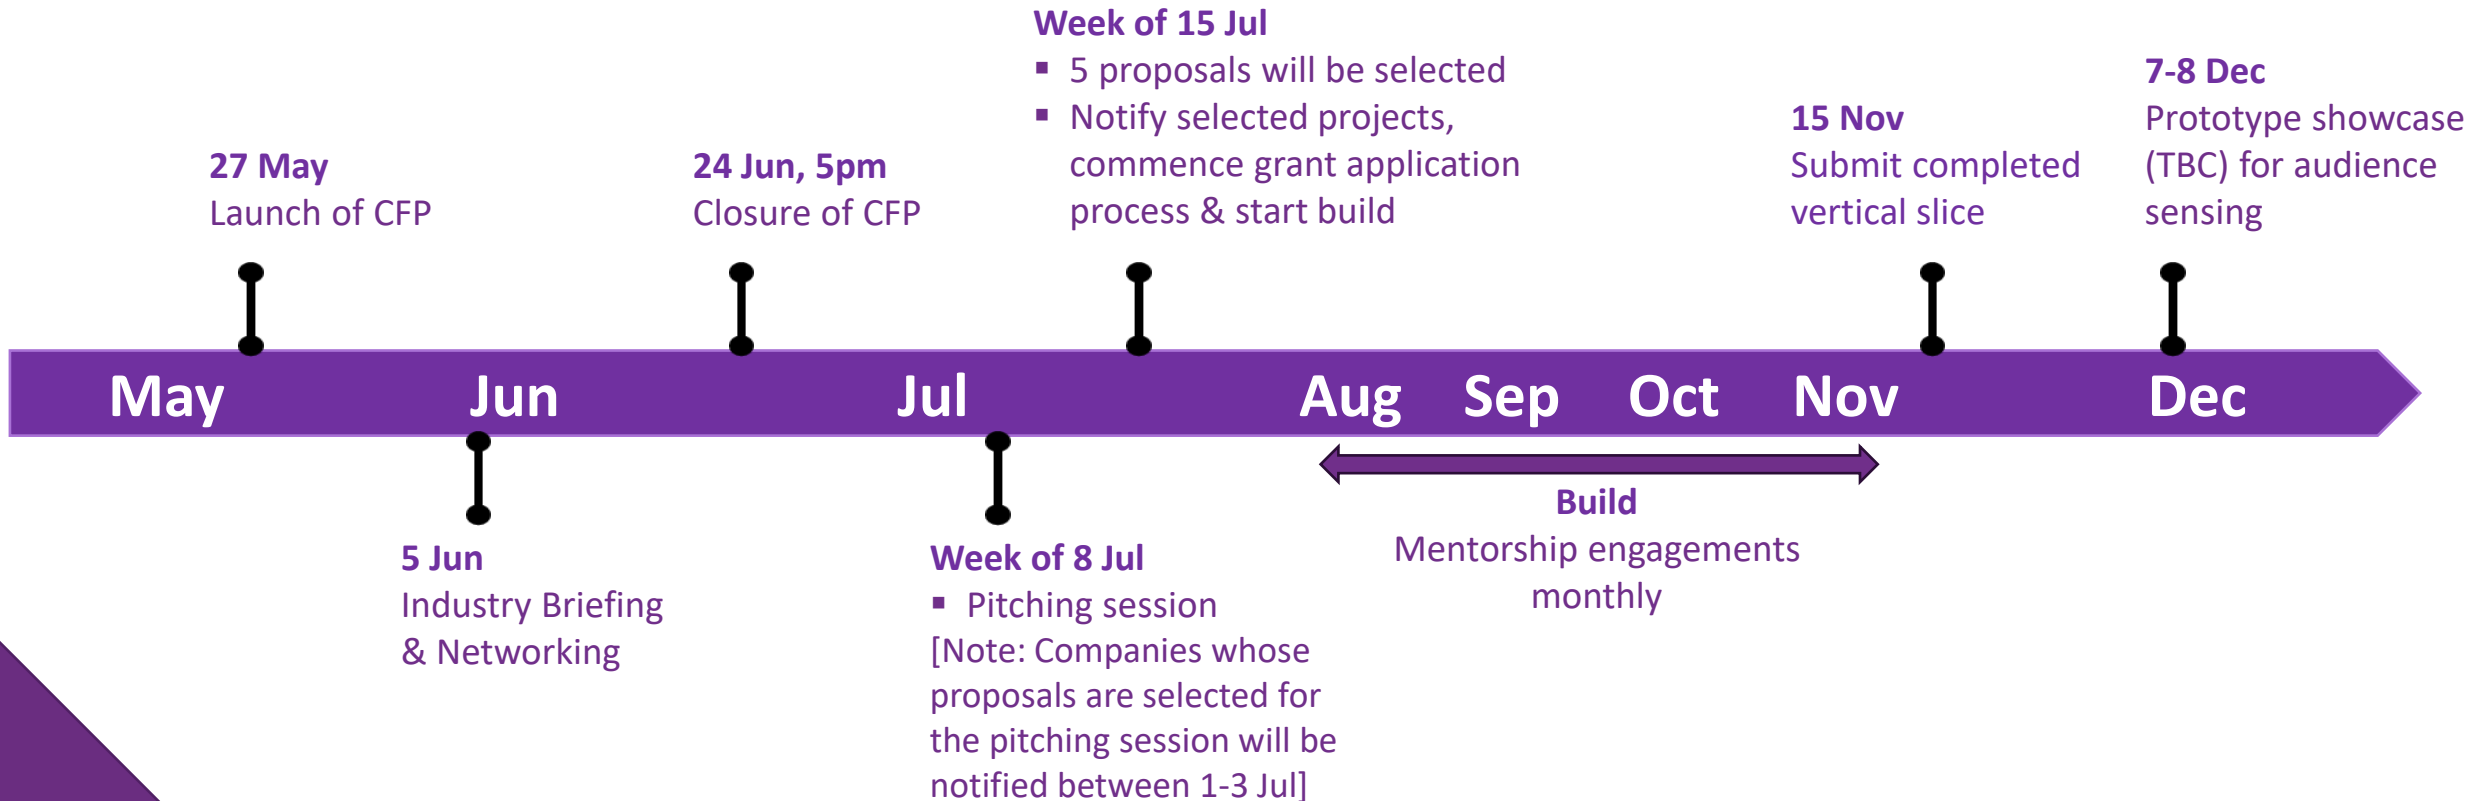 27 May
Launch of CFP
24 Jun, 5pm
Closure of CFP
Week of 15 Jul
▪ 5 proposals will be selected
▪ Notify selected projects,
commence grant application
process & start build
15 Nov
Submit completed
vertical slice
7-8 Dec
Prototype showcase
(TBC) for audience
sensing
May Jun Jul Aug Sep Oct Nov Dec
5 Jun
Industry Briefing
& Networking
Week of 8 Jul
▪ Pitching session
[Note: Companies whose
proposals are selected for
the pitching session will be
notified between 1-3 Jul]
Build
Mentorship engagements
monthly